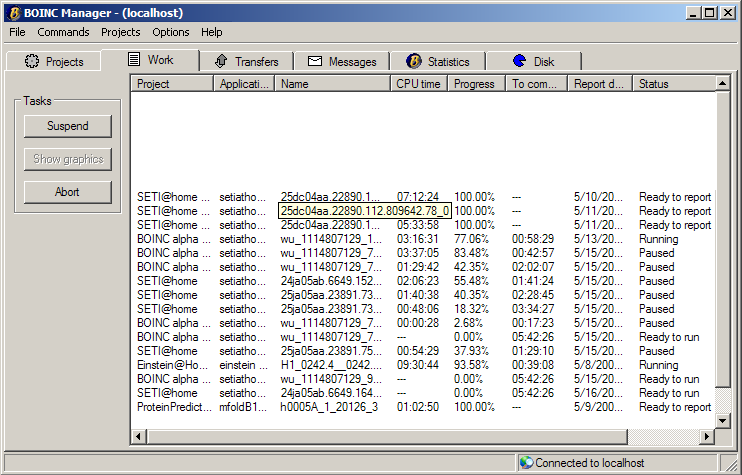 BOINC Manager - (localhost)
File Commands Projects Options Help
Projects Work Transfers Messages Statistics Disk
Tasks
Suspend
Show graphics
Abort
Project Applicati... Name CPU time Progress To com... Report d... Status
SETI@home ... setiatho... 25dc04aa.22890.1... 07:12:24 100.00% --- 5/10/20... Ready to report
SETI@home ... setiatho... 25dc04aa.22890.112.809642.78_0 100.00% --- 5/11/20... Ready to report
SETI@home ... setiatho... 25dc04aa.22890.1... 05:33:58 100.00% --- 5/11/20... Ready to report
BOINC alpha ... setiatho... wu_1114807129_1... 03:16:31 77.06% 00:58:29 5/13/20... Running
BOINC alpha ... setiatho... wu_1114807129_7... 03:37:05 83.48% 00:42:57 5/15/20... Paused
BOINC alpha ... setiatho... wu_1114807129_7... 01:29:42 42.35% 02:02:07 5/15/20... Paused
SETI@home setiatho... 24ja05ab.6649.152... 02:06:23 55.48% 01:41:24 5/15/20... Paused
SETI@home setiatho... 25ja05aa.23891.73... 01:40:38 40.35% 02:28:45 5/15/20... Paused
SETI@home setiatho... 25ja05aa.23891.73... 00:48:06 18.32% 03:34:27 5/15/20... Paused
BOINC alpha ... setiatho... wu_1114807129_7... 00:00:28 2.68% 00:17:23 5/15/20... Paused
BOINC alpha ... setiatho... wu_1114807129_7... --- 0.00% 05:42:26 5/15/20... Ready to run
SETI@home setiatho... 25ja05aa.23891.75... 00:54:29 37.93% 01:29:10 5/15/20... Paused
Einstein@Ho... einstein H1_0242.4__0242.... 09:30:44 93.58% 00:39:08 5/8/200... Running
BOINC alpha ... setiatho... wu_1114807129_9... --- 0.00% 05:42:26 5/15/20... Ready to run
SETI@home setiatho... 24ja05ab.6649.164... --- 0.00% 05:42:26 5/16/20... Ready to run
ProteinPredict... mfoldB1... h0005A_1_20126_3 01:02:50 100.00% --- 5/9/200... Ready to report
Connected to localhost